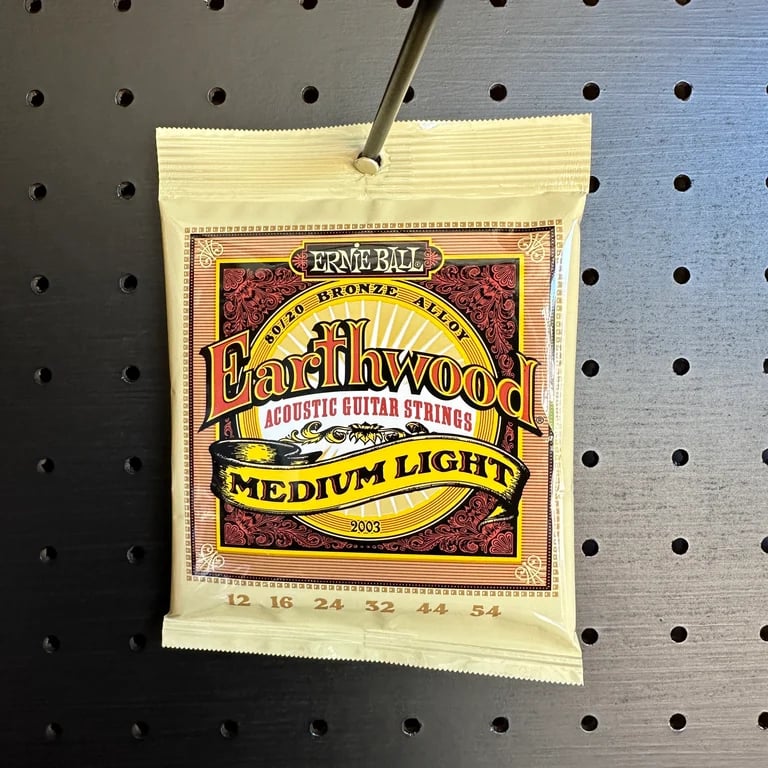 ERNIE BALL®
80/20 BRONZE ALLOY
Earthwood®
ACOUSTIC GUITAR STRINGS
MEDIUM LIGHT
2003
12 16 24 32 44 54